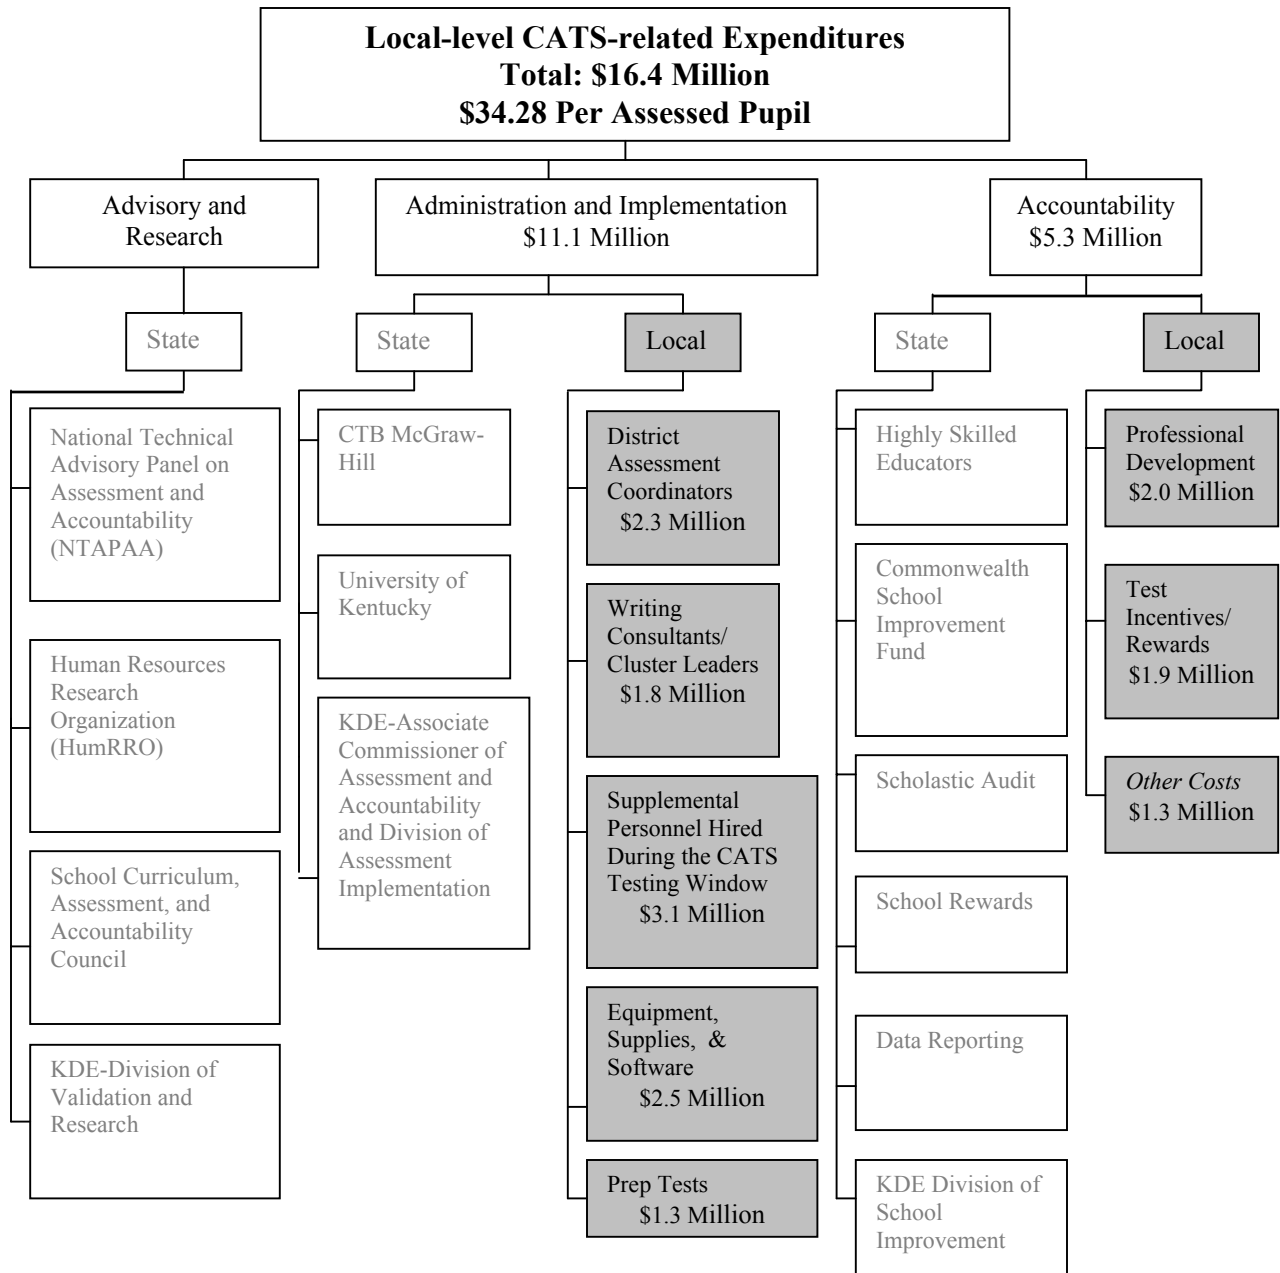 Local-level CATS-related Expenditures
Total: $16.4 Million
$34.28 Per Assessed Pupil
Advisory and
Research
Administration and Implementation
$11.1 Million
Accountability
$5.3 Million
State
State
Local
State
Local
National Technical
Advisory Panel on
Assessment and
Accountability
(NTAPAA)
Human Resources
Research
Organization
(HumRRO)
School Curriculum,
Assessment, and
Accountability
Council
KDE-Division of
Validation and
Research
CTB McGraw-
Hill
University of
Kentucky
KDE-Associate
Commissioner of
Assessment and
Accountability
and Division of
Assessment
Implementation
District
Assessment
Coordinators
$2.3 Million
Writing
Consultants/
Cluster Leaders
$1.8 Million
Supplemental
Personnel Hired
During the CATS
Testing Window
$3.1 Million
Equipment,
Supplies, &
Software
$2.5 Million
Prep Tests
$1.3 Million
Highly Skilled
Educators
Commonwealth
School
Improvement
Fund
Scholastic Audit
School Rewards
Data Reporting
KDE Division of
School
Improvement
Professional
Development
$2.0 Million
Test
Incentives/
Rewards
$1.9 Million
Other Costs
$1.3 Million